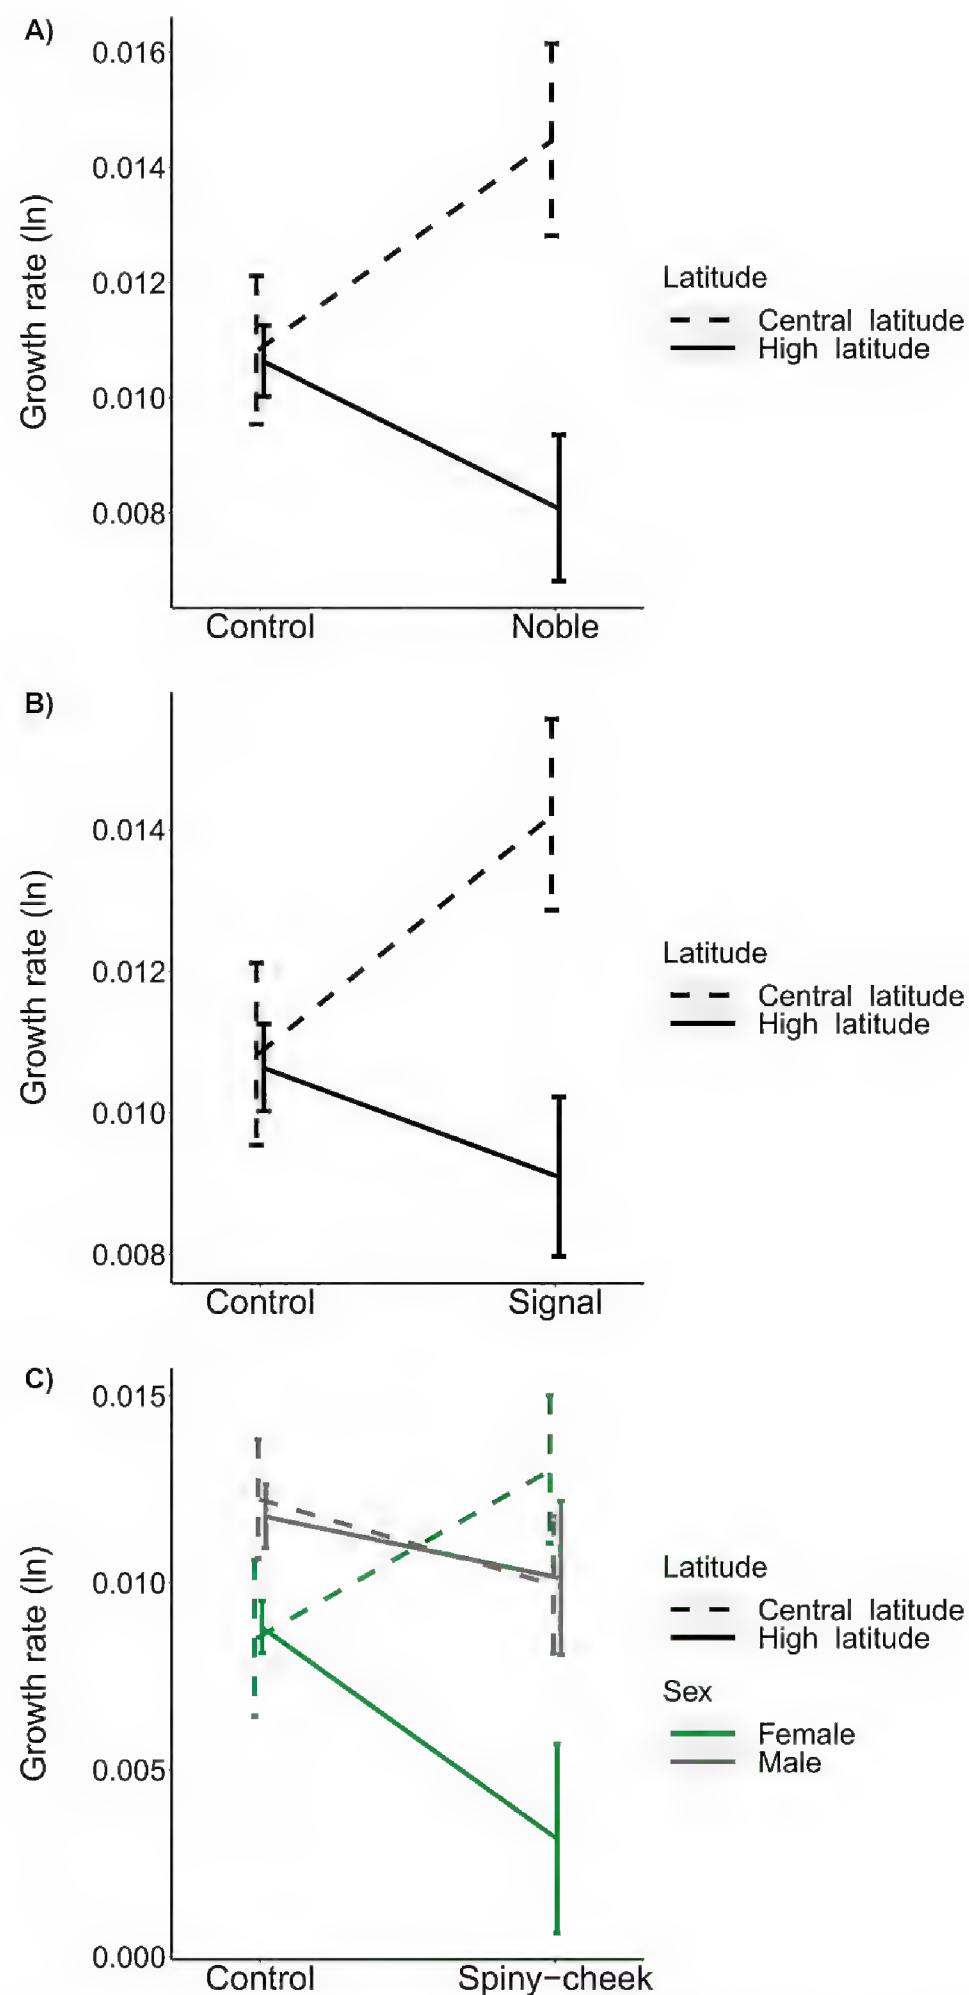 A)
0.016
0.014
0.012
0.010
0.008
Growth rate (ln)
Control Noble
Latitude
Central latitude
High latitude
B)
0.014
0.012
0.010
0.008
Growth rate (ln)
Control Signal
Latitude
Central latitude
High latitude
C)
0.015
0.010
0.005
0.000
Growth rate (ln)
Control Spiny-cheek
Latitude
Central latitude
High latitude
Sex
Female
Male